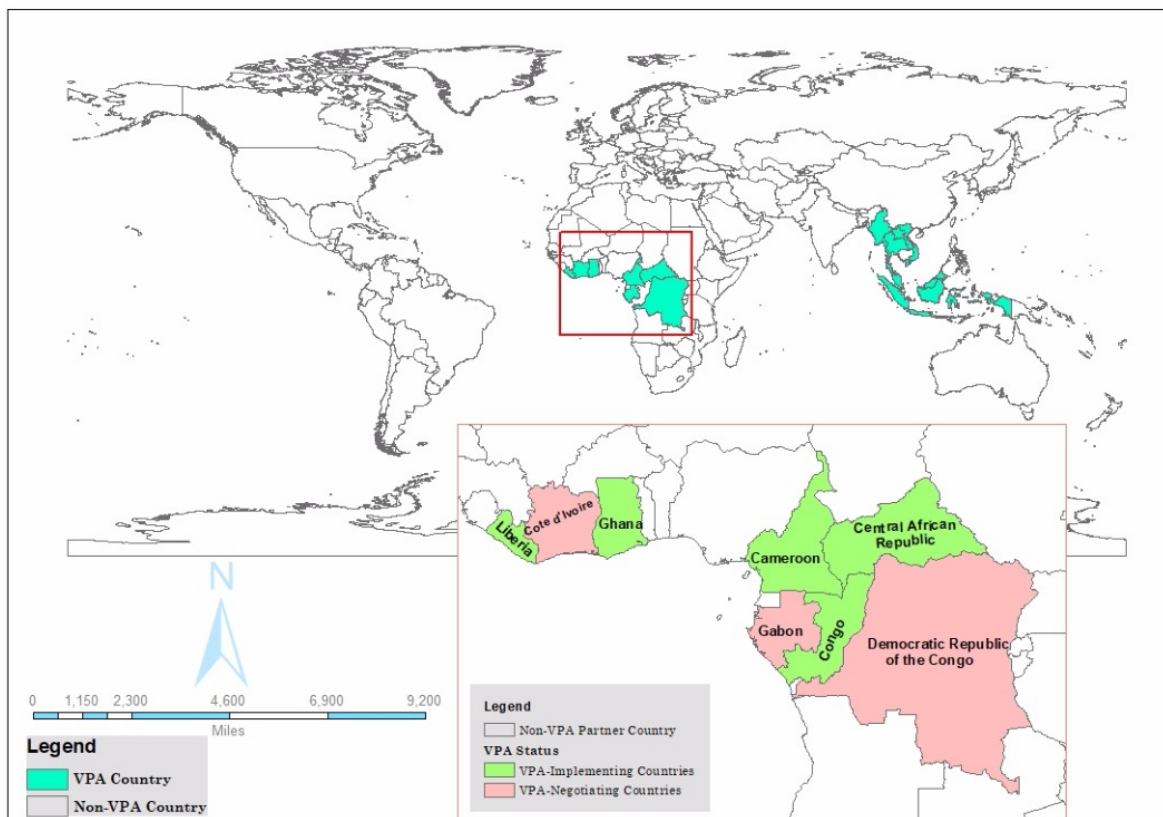 Liberia
Cote d'Ivoire
Ghana
Cameroon
Central African
Republic
Gabon
Congo
Democratic Republic
of the Congo
N
0 1,150 2,300 4,600 6,900 9,200
Miles
Legend
VPA Country
Non-VPA Country
Legend
Non-VPA Partner Country
VPA Status
VPA-Implementing Countries
VPA-Negotiating Countries